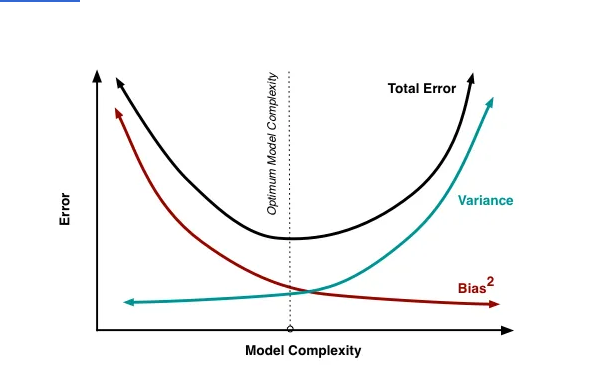 Total Error
Optimum Model Complexity
Variance
Error
Bias²
Model Complexity